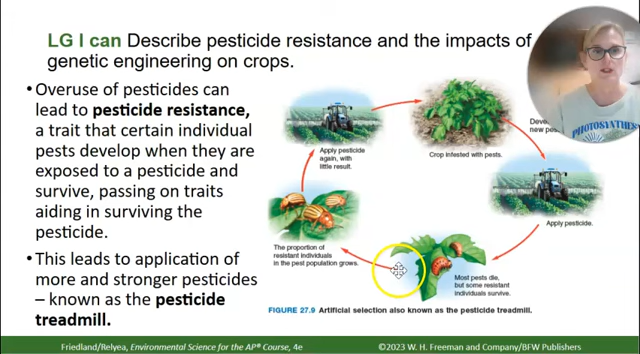 LG I can Describe pesticide resistance and the impacts of
genetic engineering on crops.
• Overuse of pesticides can
lead to pesticide resistance,
a trait that certain individual
pests develop when they are
exposed to a pesticide and
survive, passing on traits
aiding in surviving the
pesticide.
• This leads to application of
more and stronger pesticides
– known as the pesticide
treadmill.
Apply pesticide
again, with
little result.
Crop infested with pests.
new
Apply pesticide.
Most pests die,
but some resistant
individuals survive.
The proportion of
resistant individuals
in the pest population grows.
FIGURE 27.9 Artificial selection also known as the pesticide treadmill.
PHOTOSYNTHES
Friedland/Relyea, Environmental Science for the AP® Course, 4e
©2023 W. H. Freeman and Company/BFW Publishers